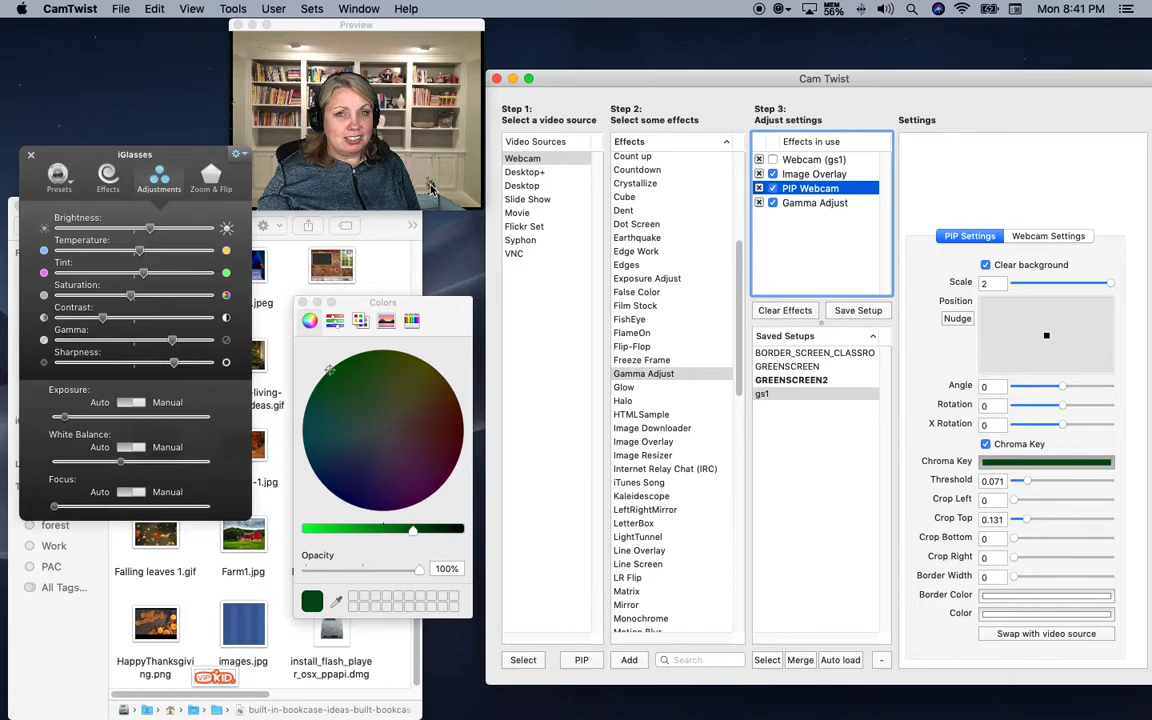 CamTwist File Edit View Tools User Sets Window Help
MEM 56%
Mon 8:41 PM
Preview
iGlasses
Presets Effects Adjustments Zoom & Flip
Brightness:
Temperature:
Tint:
Saturation:
Contrast:
Gamma:
Sharpness:
Exposure:
Auto Manual
White Balance:
Auto Manual
Focus:
Auto Manual
forest
Work
PAC
All Tags...
.jpeg
-living-
deas.gif
-1.jpg
Falling leaves 1.gif
Farm1.jpg
HappyThanksgivi
ng.png
images.jpg
install_flash_playe
r_osx_ppapi.dmg
VIPKID
built-in-bookcase-ideas-built-bookcas
Colors
Opacity
100%
Cam Twist
Step 1:
Select a video source
Video Sources
Webcam
Desktop+
Desktop
Slide Show
Movie
Flickr Set
Syphon
VNC
Select
PIP
Step 2:
Select some effects
Effects
Count up
Countdown
Crystallize
Cube
Dent
Dot Screen
Earthquake
Edge Work
Edges
Exposure Adjust
False Color
Film Stock
FishEye
FlameOn
Flip-Flop
Freeze Frame
Gamma Adjust
Glow
Halo
HTMLSample
Image Downloader
Image Overlay
Image Resizer
Internet Relay Chat (IRC)
iTunes Song
Kaleidescope
LeftRightMirror
LetterBox
LightTunnel
Line Overlay
Line Screen
LR Flip
Matrix
Mirror
Monochrome
Motion Blur
Add
Search
Step 3:
Adjust settings
Effects in use
Webcam (gs1)
Image Overlay
PIP Webcam
Gamma Adjust
Clear Effects
Save Setup
Saved Setups
BORDER_SCREEN_CLASSRO
GREENSCREEN
GREENSCREEN2
gs1
Select
Merge
Auto load
-
Settings
PIP Settings
Webcam Settings
Clear background
Scale 2
Position
Nudge
Angle 0
Rotation 0
X Rotation 0
Chroma Key
Chroma Key
Threshold 0.071
Crop Left 0
Crop Top 0.131
Crop Bottom 0
Crop Right 0
Border Width 0
Border Color
Color
Swap with video source